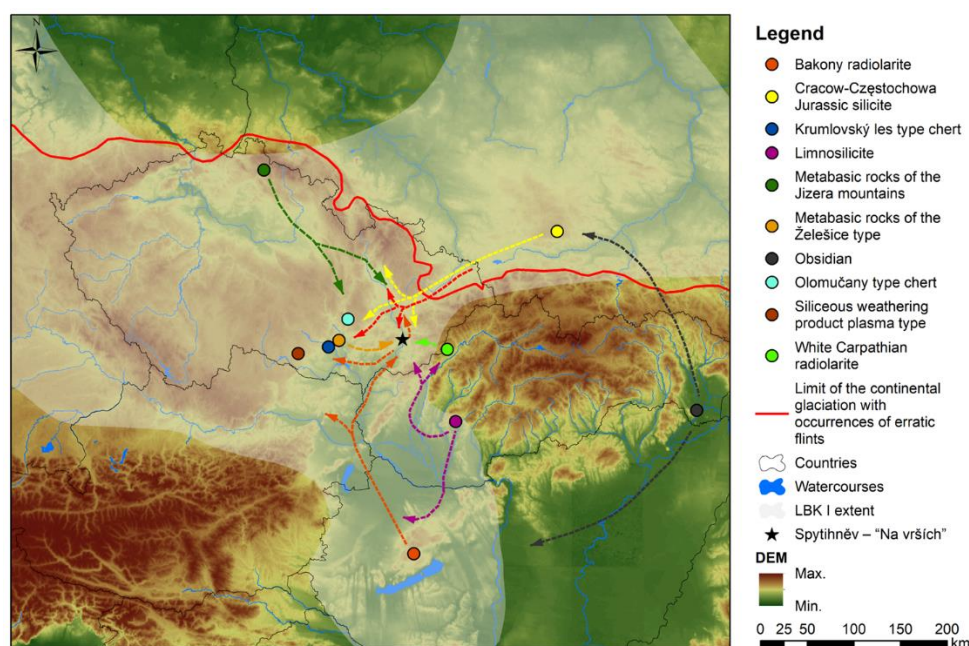 N
Legend
Bakony radiolarite
Cracow-Częstochowa
Jurassic silicite
Krumlovský les type chert
Limnosilicite
Metabasic rocks of the
Jizera mountains
Metabasic rocks of the
Želešice type
Obsidian
Olomučany type chert
Siliceous weathering
product plasma type
White Carpathian
radiolarite
Limit of the continental
glaciation with
occurrences of erratic
flints
Countries
Watercourses
LBK I extent
Spytihněv – “Na vrších”
DEM
Max.
Min.
0 25 50 100 150 200
km